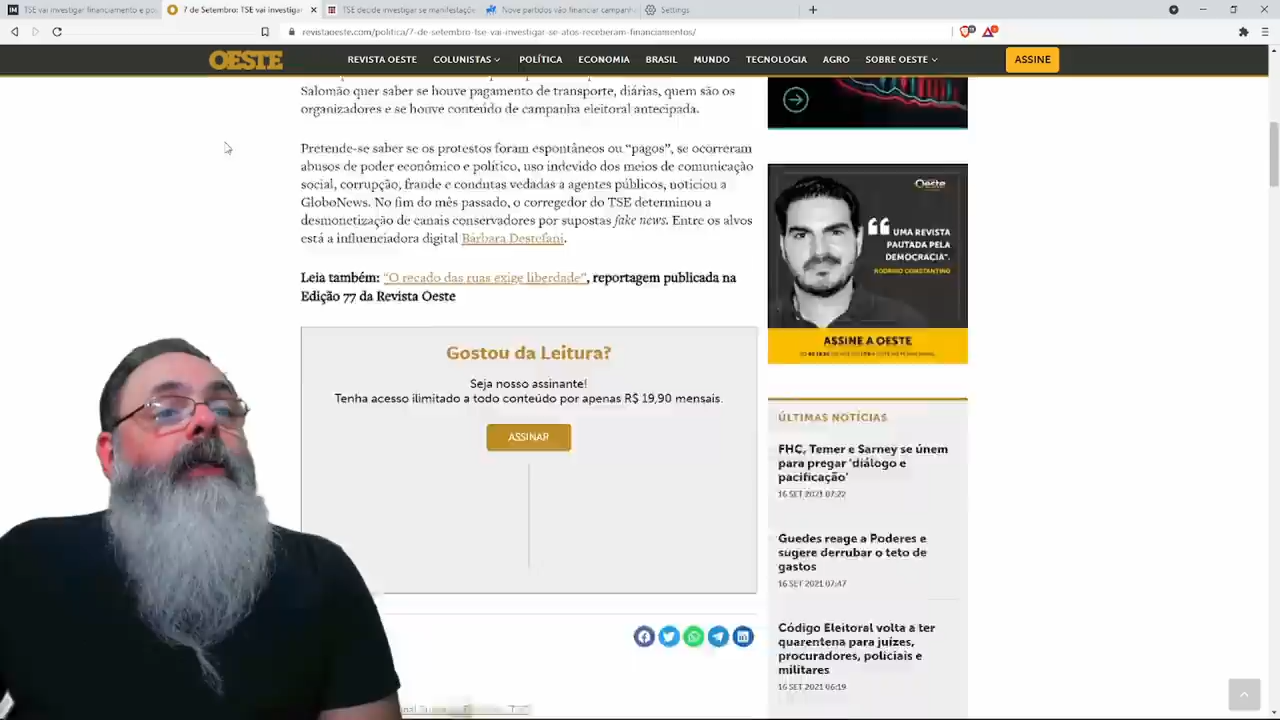 TSE vai investigar financiamento e po
7 de Setembro: TSE vai investigar
TSE decide investigar se manifestaçõ
Nove partidos vão financiar campanh
Settings
revistaoeste.com/politica/7-de-setembro-tse-vai-investigar-se-atos-receberam-financiamentos/
OESTE
REVISTA OESTE
COLUNISTAS
POLÍTICA
ECONOMIA
BRASIL
MUNDO
TECNOLOGIA
AGRO
SOBRE OESTE
ASSINE
Salomão quer saber se houve pagamento de transporte, diárias, quem são os
organizadores e se houve conteúdo de campanha eleitoral antecipada.
Pretende-se saber se os protestos foram espontâneos ou “pagos”, se ocorreram
abusos de poder econômico e político, uso indevido dos meios de comunicação
social, corrupção, fraude e condutas vedadas a agentes públicos, noticiou a
GloboNews. No fim do mês passado, o corregedor do TSE determinou a
desmonetização de canais conservadores por supostas fake news. Entre os alvos
está a influenciadora digital Bárbara Destefani.
Leia também: “O recado das ruas exige liberdade”, reportagem publicada na
Edição 77 da Revista Oeste
Gostou da Leitura?
Seja nosso assinante!
Tenha acesso ilimitado a todo conteúdo por apenas R$ 19,90 mensais.
ASSINAR
Oeste
“UMA REVISTA
PAUTADA PELA
DEMOCRACIA”.
RODRIGO CONSTANTINO
ASSINE A OESTE
ÚLTIMAS NOTÍCIAS
FHC, Temer e Sarney se únem
para pregar ‘diálogo e
pacificação’
16 SET 2021 07:22
Guedes reage a Poderes e
sugere derrubar o teto de
gastos
16 SET 2021 07:47
Código Eleitoral volta a ter
quarentena para juízes,
procuradores, policiais e
militares
16 SET 2021 06:19